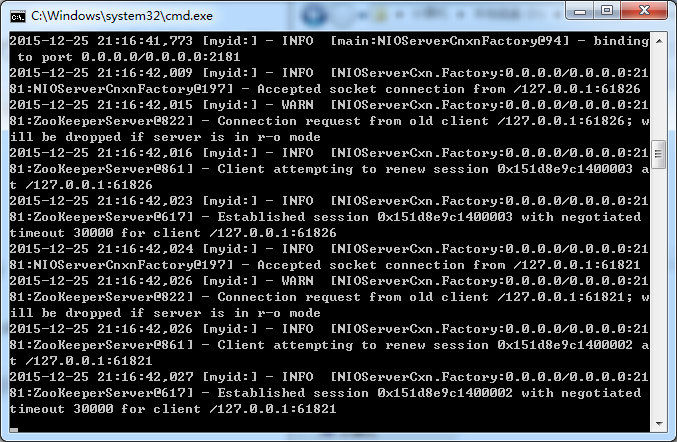 C:\Windows\system32\cmd.exe
2015-12-25 21:16:41,773 [myid:] - INFO  [main:NIOServerCnxnFactory@94] - binding
 to port 0.0.0.0/0.0.0.0:2181
2015-12-25 21:16:42,009 [myid:] - INFO  [NIOServerCxn.Factory:0.0.0.0/0.0.0.0:21
81:NIOServerCnxnFactory@197] - Accepted socket connection from /127.0.0.1:61826
2015-12-25 21:16:42,015 [myid:] - WARN  [NIOServerCxn.Factory:0.0.0.0/0.0.0.0:21
81:ZooKeeperServer@822] - Connection request from old client /127.0.0.1:61826; w
ill be dropped if server is in r-o mode
2015-12-25 21:16:42,016 [myid:] - INFO  [NIOServerCxn.Factory:0.0.0.0/0.0.0.0:21
81:ZooKeeperServer@861] - Client attempting to renew session 0x151d8e9c1400003 a
t /127.0.0.1:61826
2015-12-25 21:16:42,023 [myid:] - INFO  [NIOServerCxn.Factory:0.0.0.0/0.0.0.0:21
81:ZooKeeperServer@617] - Established session 0x151d8e9c1400003 with negotiated
timeout 30000 for client /127.0.0.1:61826
2015-12-25 21:16:42,024 [myid:] - INFO  [NIOServerCxn.Factory:0.0.0.0/0.0.0.0:21
81:NIOServerCnxnFactory@197] - Accepted socket connection from /127.0.0.1:61821
2015-12-25 21:16:42,026 [myid:] - WARN  [NIOServerCxn.Factory:0.0.0.0/0.0.0.0:21
81:ZooKeeperServer@822] - Connection request from old client /127.0.0.1:61821; w
ill be dropped if server is in r-o mode
2015-12-25 21:16:42,026 [myid:] - INFO  [NIOServerCxn.Factory:0.0.0.0/0.0.0.0:21
81:ZooKeeperServer@861] - Client attempting to renew session 0x151d8e9c1400002 a
t /127.0.0.1:61821
2015-12-25 21:16:42,027 [myid:] - INFO  [NIOServerCxn.Factory:0.0.0.0/0.0.0.0:21
81:ZooKeeperServer@617] - Established session 0x151d8e9c1400002 with negotiated
timeout 30000 for client /127.0.0.1:61821